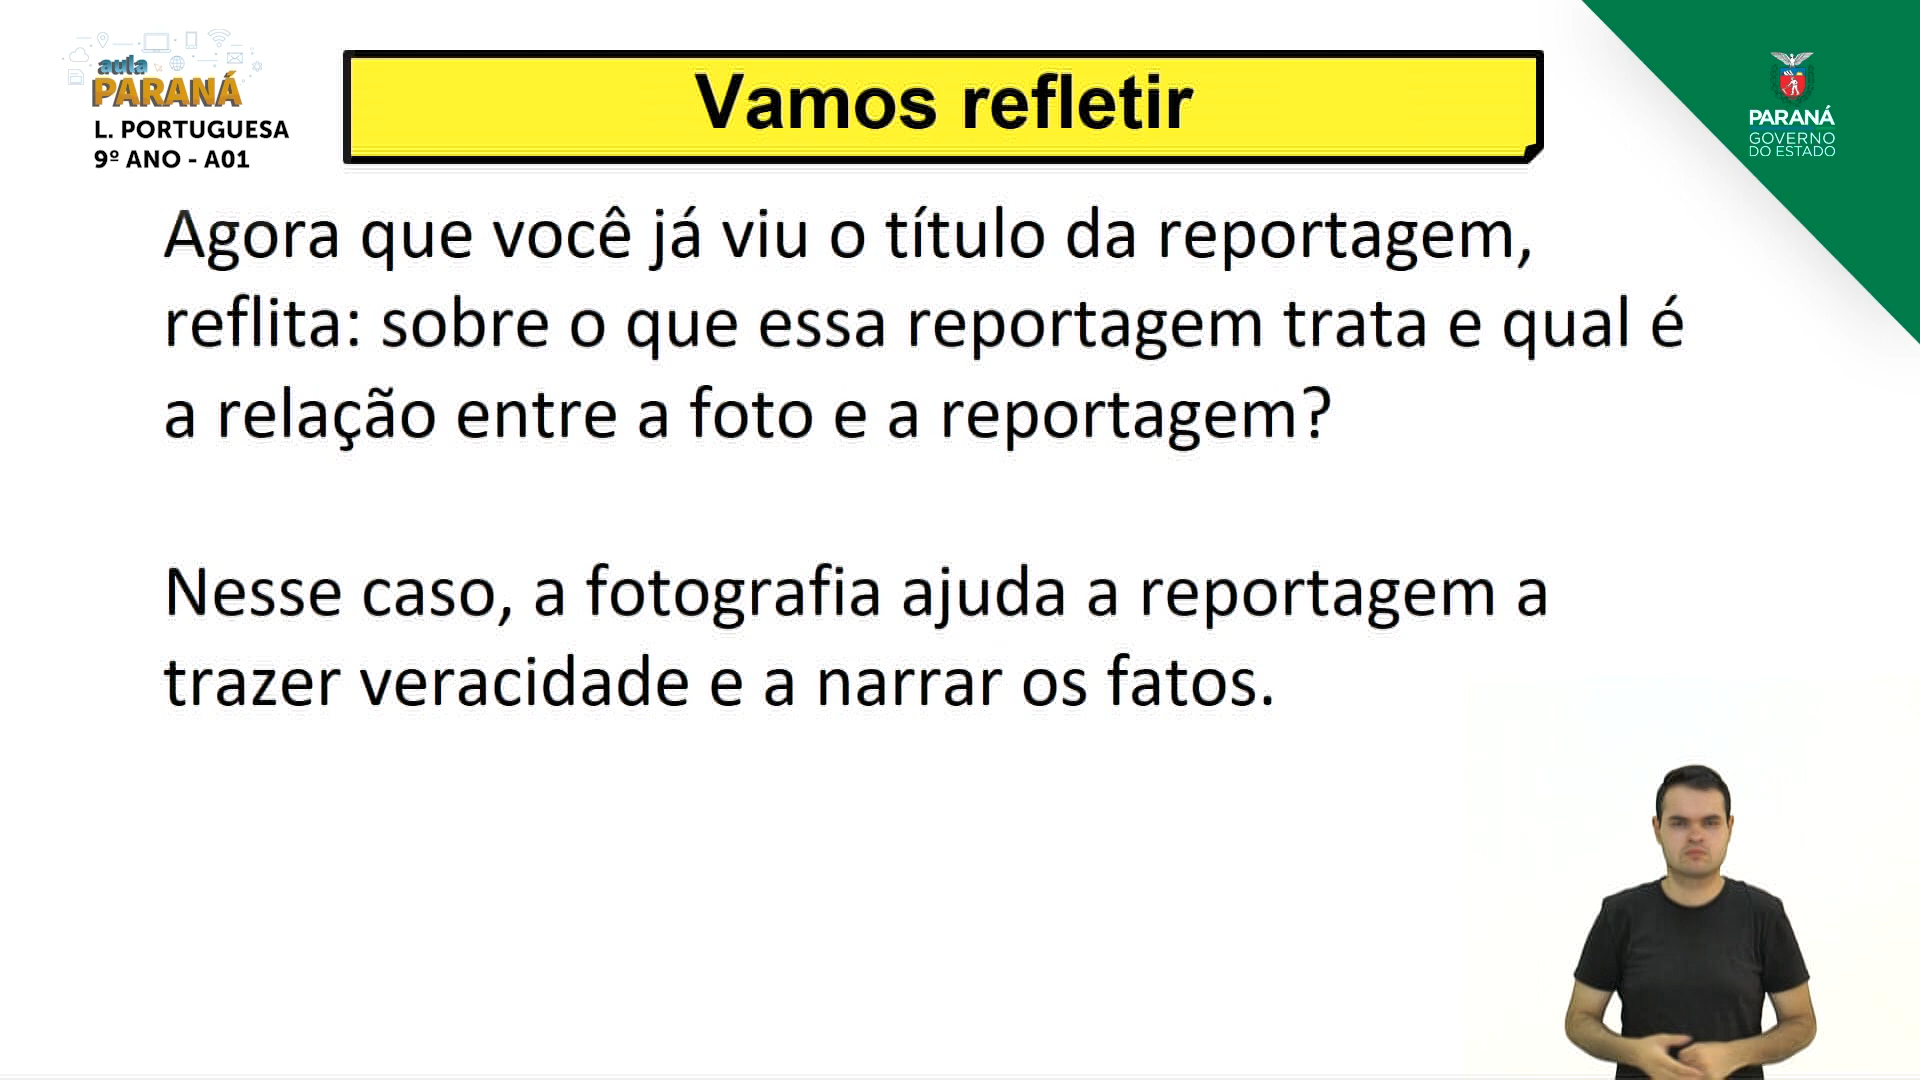 aula
PARANÁ
L. PORTUGUESA
9º ANO - A01
Vamos refletir
PARANÁ
GOVERNO
DO ESTADO
Agora que você já viu o título da reportagem,
reflita: sobre o que essa reportagem trata e qual é
a relação entre a foto e a reportagem?
Nesse caso, a fotografia ajuda a reportagem a
trazer veracidade e a narrar os fatos.